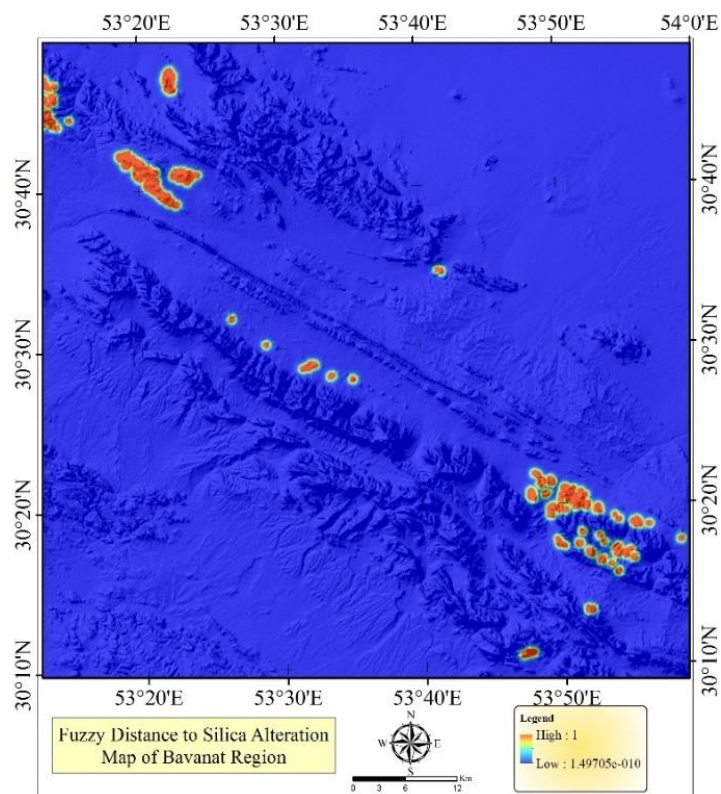 53°20'E 53°30'E 53°40'E 53°50'E 54°0'E
30°40'N 30°40'N
30°30'N 30°30'N
30°20'N 30°20'N
30°10'N 30°10'N
53°20'E 53°30'E 53°40'E 53°50'E
Fuzzy Distance to Silica Alteration
Map of Bavanat Region
N
W E
S
Km
0 3 6 12
Legend
High : 1
Low : 1.49705e-010